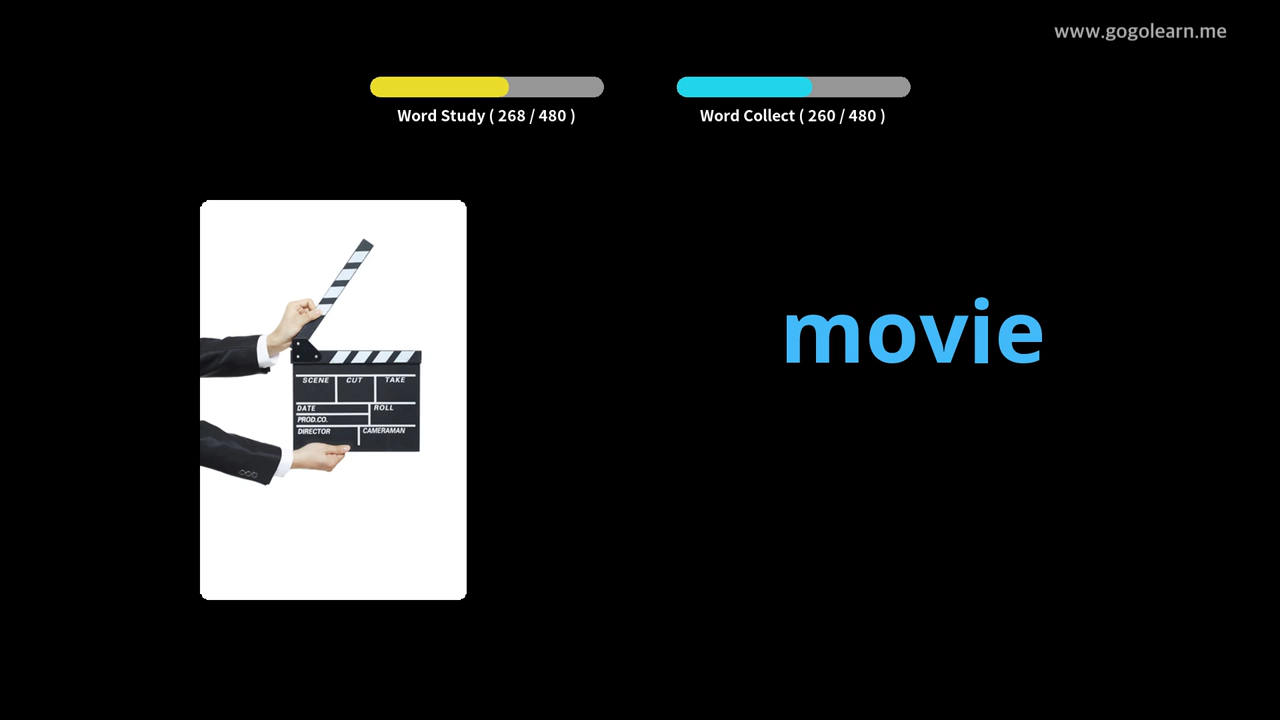 www.gogolearn.me
Word Study ( 268 / 480 )
Word Collect ( 260 / 480 )
movie
SCENE CUT TAKE
DATE ROLL
PROD.CO.
DIRECTOR CAMERAMAN